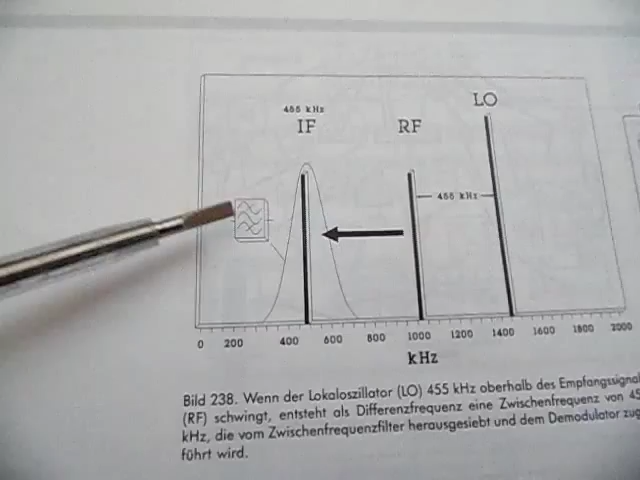 455 kHz
IF RF LO
455 kHz
0 200 400 600 800 1000 1200 1400 1600 1800 2000
kHz
Bild 238. Wenn der Lokaloszillator (LO) 455 kHz oberhalb des Empfangssignal
(RF) schwingt, entsteht als Differenzfrequenz eine Zwischenfrequenz von 45
kHz, die vom Zwischenfrequenzfilter herausgesiebt und dem Demodulator zug
führt wird.